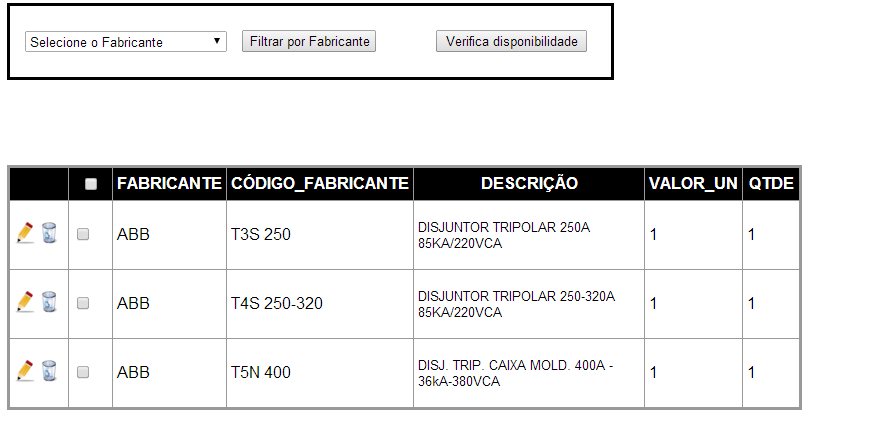 Selecione o Fabricante Filtrar por Fabricante Verifica disponibilidade
FABRICANTE CÓDIGO_FABRICANTE DESCRIÇÃO VALOR_UN QTDE
ABB T3S 250 DISJUNTOR TRIPOLAR 250A 1 1
85KA/220VCA
ABB T4S 250-320 DISJUNTOR TRIPOLAR 250-320A 1 1
85KA/220VCA
ABB T5N 400 DISJ. TRIP. CAIXA MOLD. 400A - 1 1
36kA-380VCA